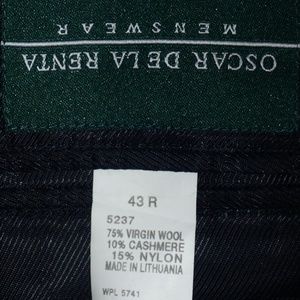 OSCAR DE LA RENTA
MENSWEAR
43 R
5237
75% VIRGIN WOOL
10% CASHMERE
15% NYLON
MADE IN LITHUANIA
WPL 5741